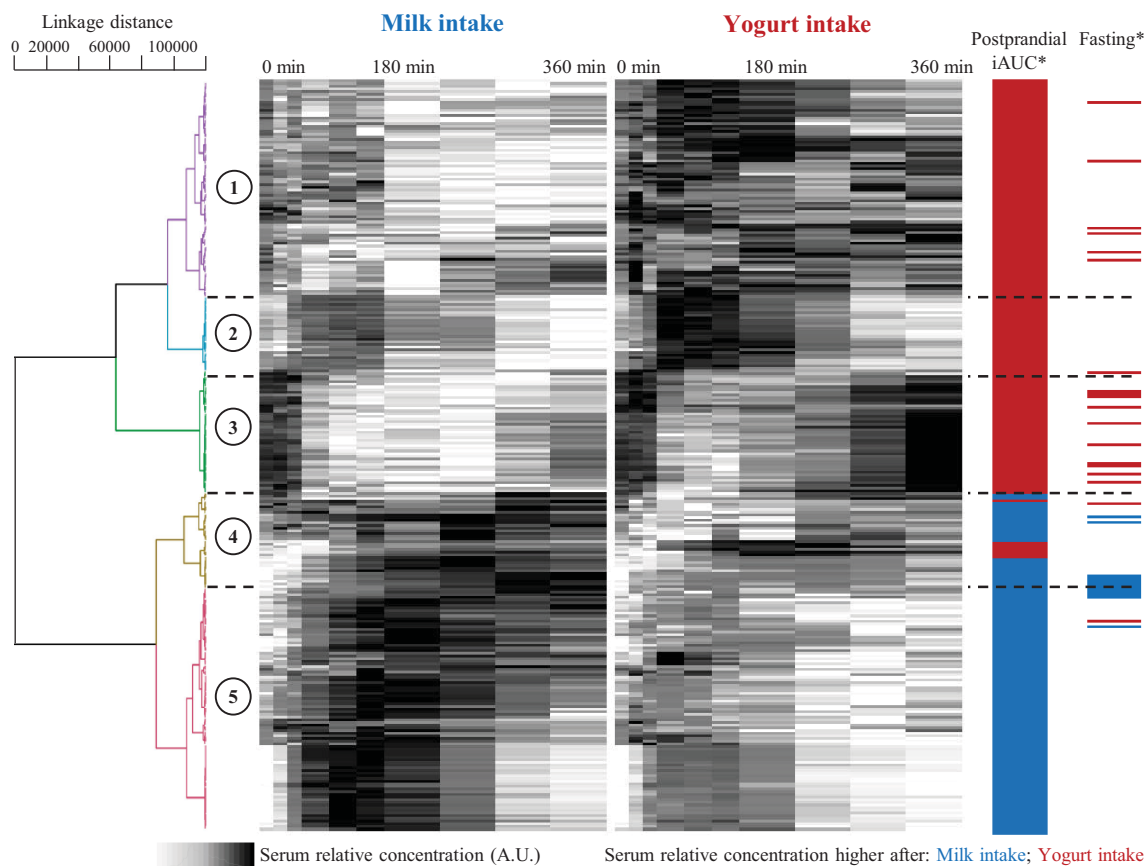 Linkage distance
0 20000 60000 100000
Milk intake
Yogurt intake
0 min 180 min 360 min
0 min 180 min 360 min
Postprandial
iAUC*
Fasting*
1
2
3
4
5
Serum relative concentration (A.U.)
Serum relative concentration higher after: Milk intake; Yogurt intake